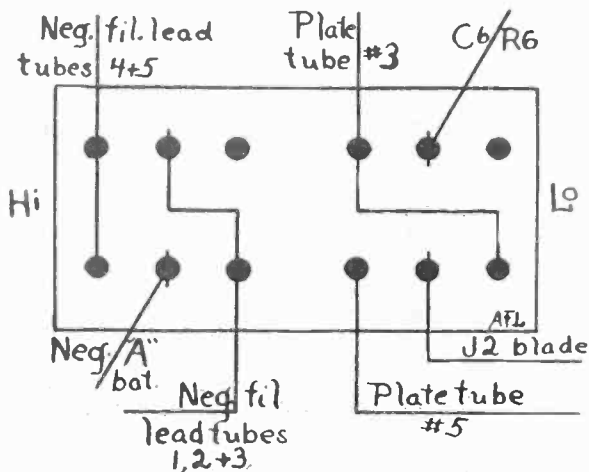 Neg. fil. lead
tubes 4+5
Plate
tube #3
C6/R6
Hi
Lo
AFL
Neg. "A"
bat.
J2 blade
Neg fil
lead tubes
1, 2 +3
Plate tube
#5